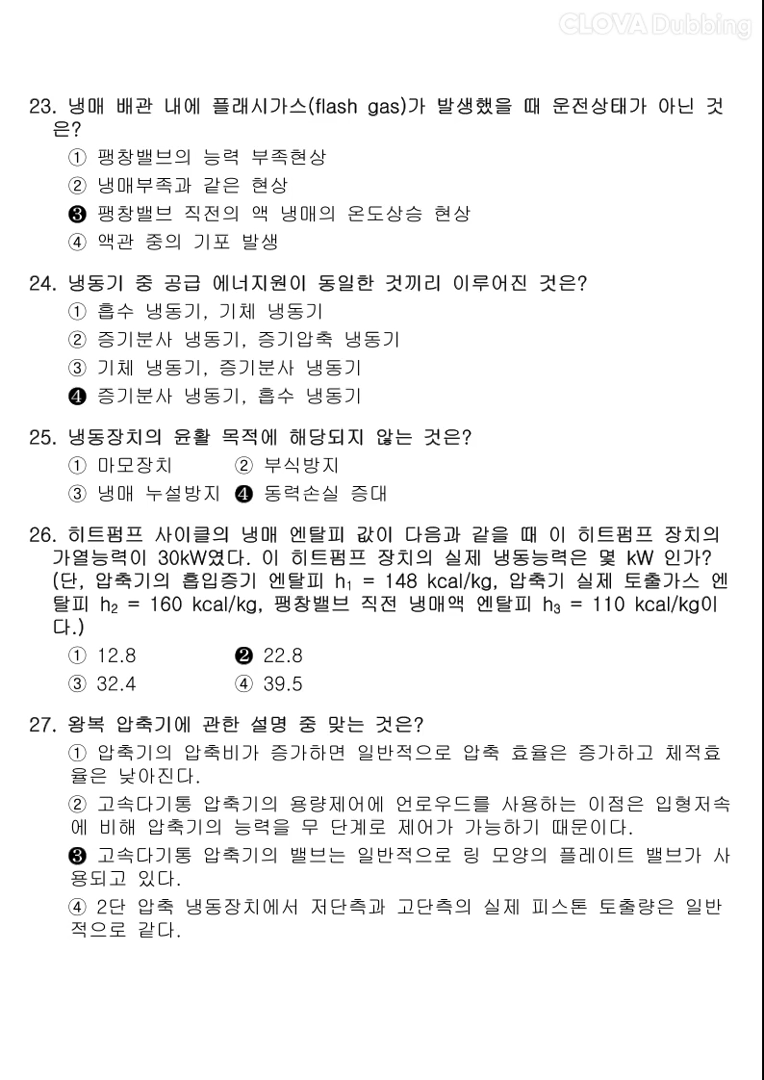 CLOVA Dubbing
23. 냉매 배관 내에 플래시가스(flash gas)가 발생했을 때 운전상태가 아닌 것
은?
① 팽창밸브의 능력 부족현상
② 냉매부족과 같은 현상
❸ 팽창밸브 직전의 액 냉매의 온도상승 현상
④ 액관 중의 기포 발생
24. 냉동기 중 공급 에너지원이 동일한 것끼리 이루어진 것은?
① 흡수 냉동기, 기체 냉동기
② 증기분사 냉동기, 증기압축 냉동기
③ 기체 냉동기, 증기분사 냉동기
❹ 증기분사 냉동기, 흡수 냉동기
25. 냉동장치의 윤활 목적에 해당되지 않는 것은?
① 마모장치 ② 부식방지
③ 냉매 누설방지 ❹ 동력손실 증대
26. 히트펌프 사이클의 냉매 엔탈피 값이 다음과 같을 때 이 히트펌프 장치의
가열능력이 30kW였다. 이 히트펌프 장치의 실제 냉동능력은 몇 kW 인가?
(단, 압축기의 흡입증기 엔탈피 h₁ = 148 kcal/kg, 압축기 실제 토출가스 엔
탈피 h₂ = 160 kcal/kg, 팽창밸브 직전 냉매액 엔탈피 h₃ = 110 kcal/kg이
다.)
① 12.8 ❷ 22.8
③ 32.4 ④ 39.5
27. 왕복 압축기에 관한 설명 중 맞는 것은?
① 압축기의 압축비가 증가하면 일반적으로 압축 효율은 증가하고 체적효
율은 낮아진다.
② 고속다기통 압축기의 용량제어에 언로우드를 사용하는 이점은 입형저속
에 비해 압축기의 능력을 무 단계로 제어가 가능하기 때문이다.
❸ 고속다기통 압축기의 밸브는 일반적으로 링 모양의 플레이트 밸브가 사
용되고 있다.
④ 2단 압축 냉동장치에서 저단측과 고단측의 실제 피스톤 토출량은 일반
적으로 같다.